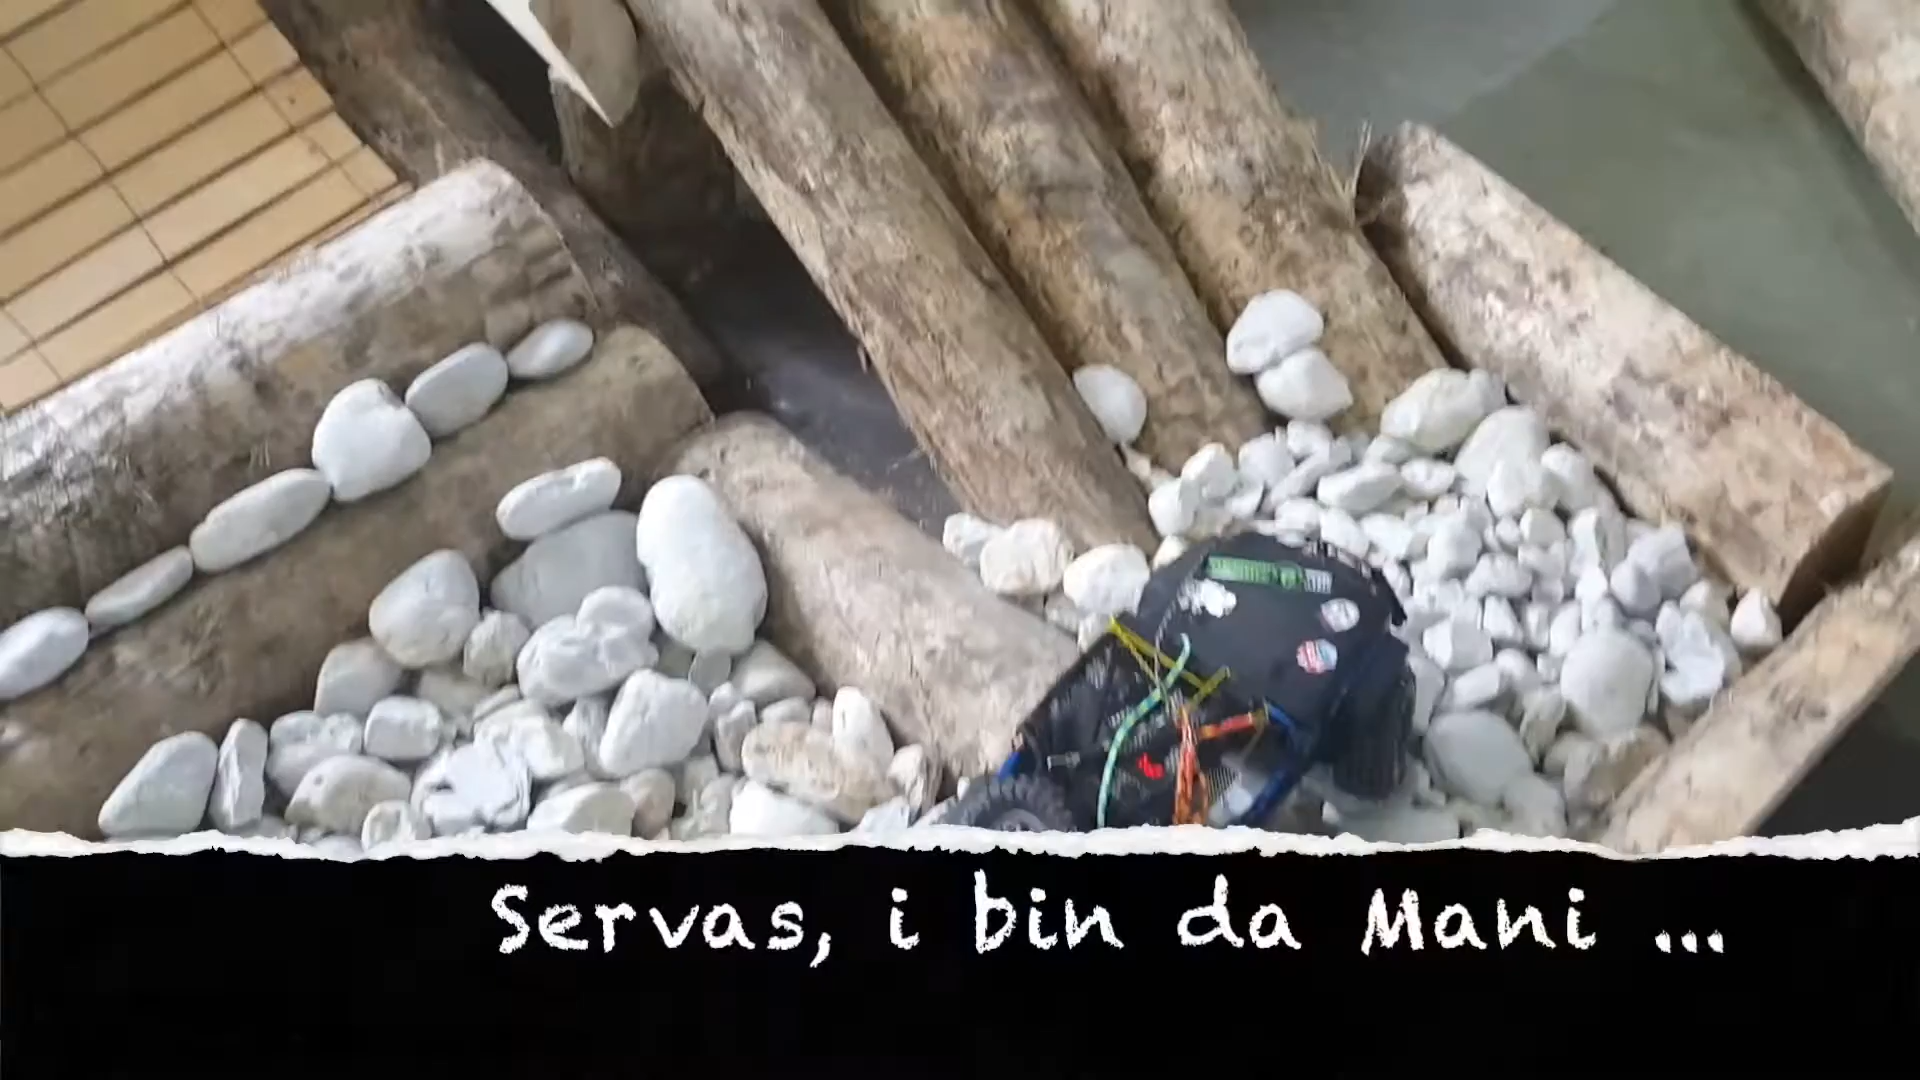 Servas, i bin da Mani ...